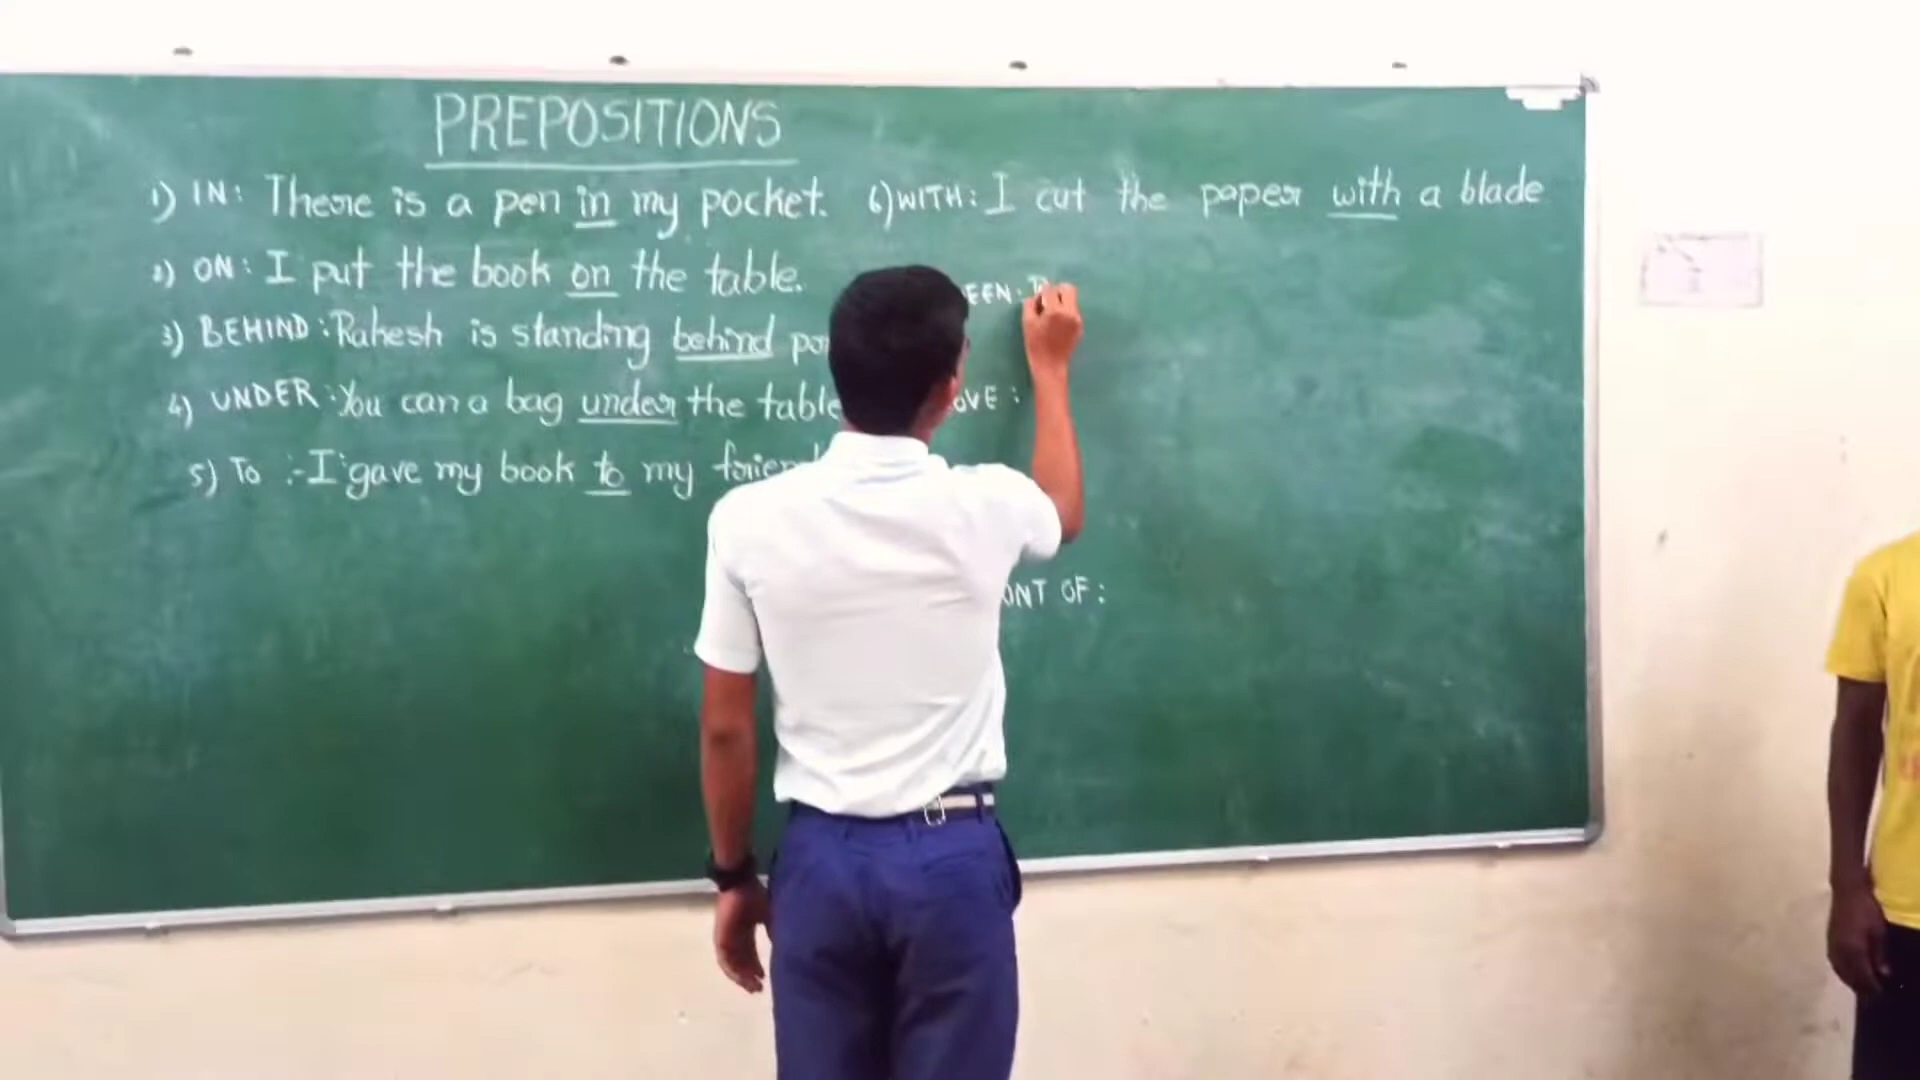 PREPOSITIONS
1) IN: There is a pen in my pocket.
2) ON: I put the book on the table.
3) BEHIND: Rakesh is standing behind
4) UNDER: You can a bag under the table
5) To :- I gave my book to my friend
6) WITH: I cut the paper with a blade
EEN:
OVE:
ONT OF: